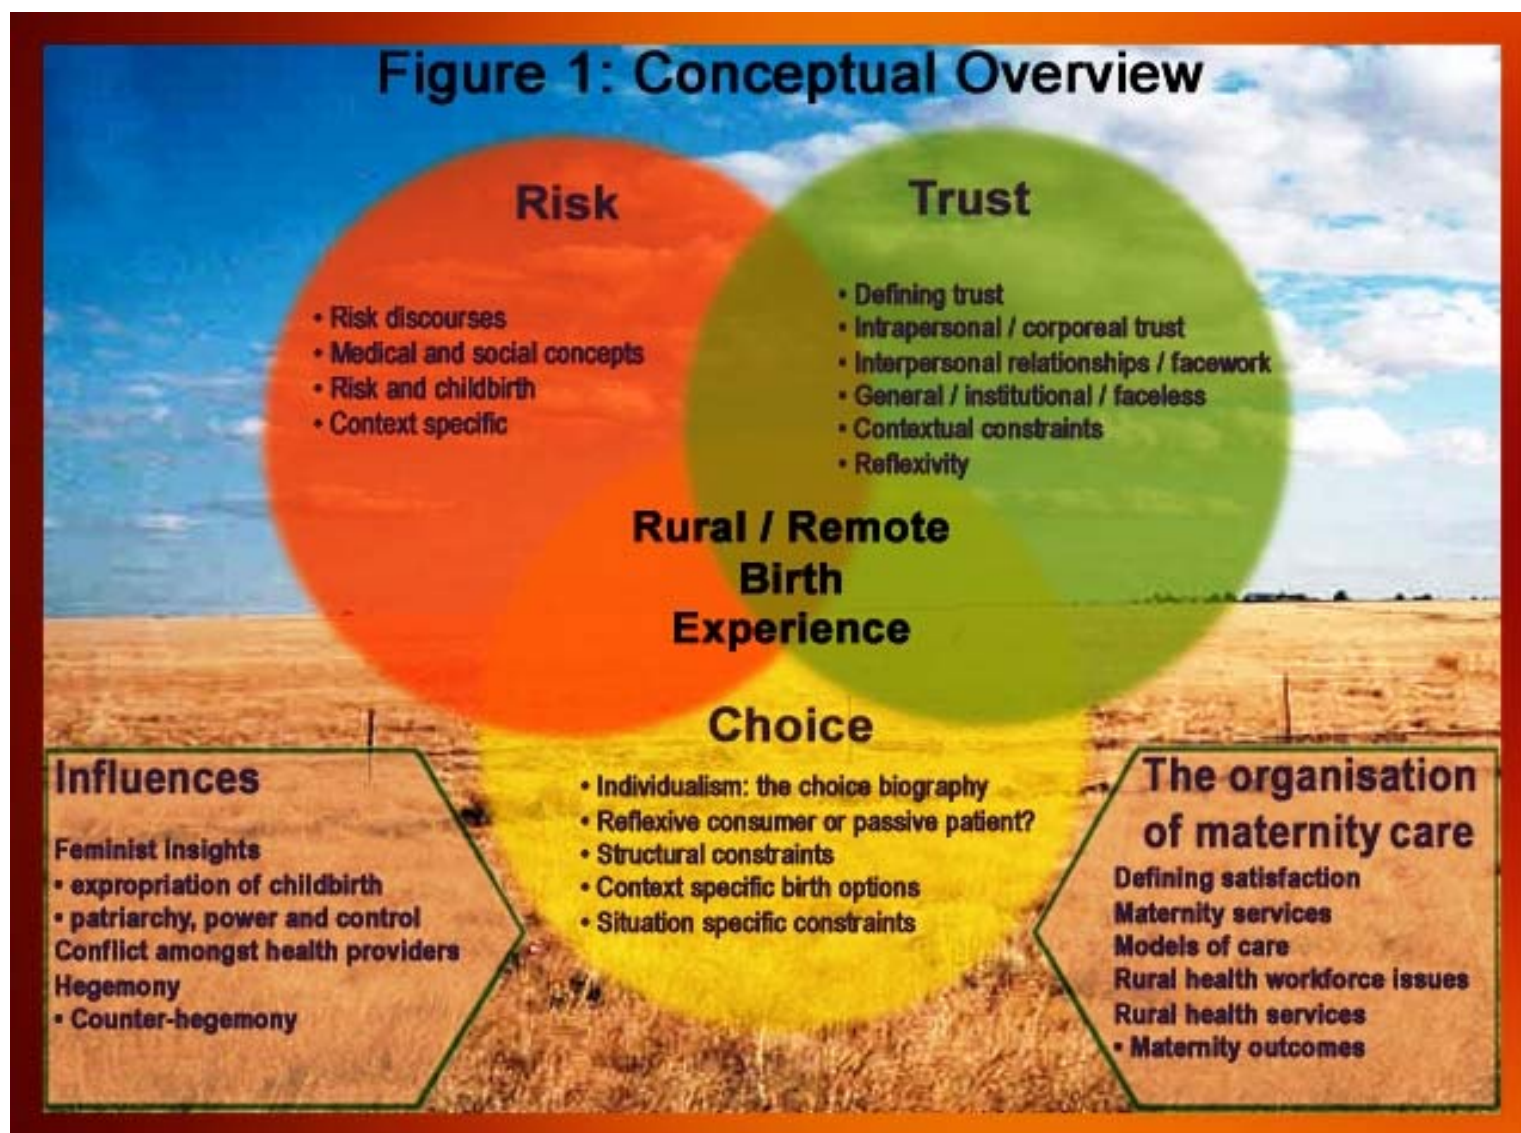 Figure 1: Conceptual Overview
Risk
• Risk discourses
• Medical and social concepts
• Risk and childbirth
• Context specific
Trust
• Defining trust
• Intrapersonal / corporeal trust
• Interpersonal relationships / facework
• General / institutional / faceless
• Contextual constraints
• Reflexivity
Rural / Remote
Birth
Experience
Choice
• Individualism: the choice biography
• Reflexive consumer or passive patient?
• Structural constraints
• Context specific birth options
• Situation specific constraints
Influences
Feminist Insights
• expropriation of childbirth
• patriarchy, power and control
Conflict amongst health providers
Hegemony
• Counter-hegemony
The organisation
of maternity care
Defining satisfaction
Maternity services
Models of care
Rural health workforce issues
Rural health services
• Maternity outcomes